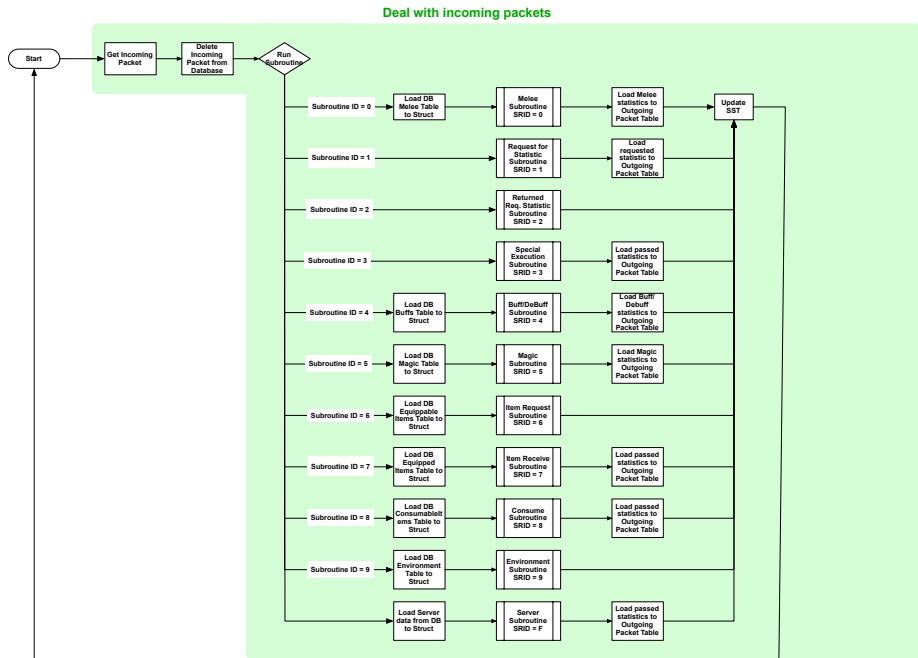 Deal with incoming packets
Start
Get Incoming
Packet
Delete
Incoming
Packet from
Database
Run
Subroutine
Subroutine ID = 0
Load DB
Melee Table
to Struct
Melee
Subroutine
SRID = 0
Load Melee
statistics to
Outgoing
Packet Table
Update
SST
Subroutine ID = 1
Request for
Statistic
Subroutine
SRID = 1
Load
requested
statistic to
Outgoing
Packet Table
Subroutine ID = 2
Returned
Req. Statistic
Subroutine
SRID = 2
Subroutine ID = 3
Special
Execution
Subroutine
SRID = 3
Load passed
statistics to
Outgoing
Packet Table
Subroutine ID = 4
Load DB
Buffs Table to
Struct
Buff/DeBuff
Subroutine
SRID = 4
Load Buff/
Debuff
statistics to
Outgoing
Packet Table
Subroutine ID = 5
Load DB
Magic Table
to Struct
Magic
Subroutine
SRID = 5
Load Magic
statistics to
Outgoing
Packet Table
Subroutine ID = 6
Load DB
Equippable
Items Table to
Struct
Item Request
Subroutine
SRID = 6
Subroutine ID = 7
Load DB
Equipped
Items Table to
Struct
Item Receive
Subroutine
SRID = 7
Load passed
statistics to
Outgoing
Packet Table
Subroutine ID = 8
Load DB
ConsumableIt
ems Table to
Struct
Consume
Subroutine
SRID = 8
Load passed
statistics to
Outgoing
Packet Table
Subroutine ID = 9
Load DB
Environment
Table to
Struct
Environment
Subroutine
SRID = 9
Load Server
data from DB
to Struct
Server
Subroutine
SRID = F
Load passed
statistics to
Outgoing
Packet Table